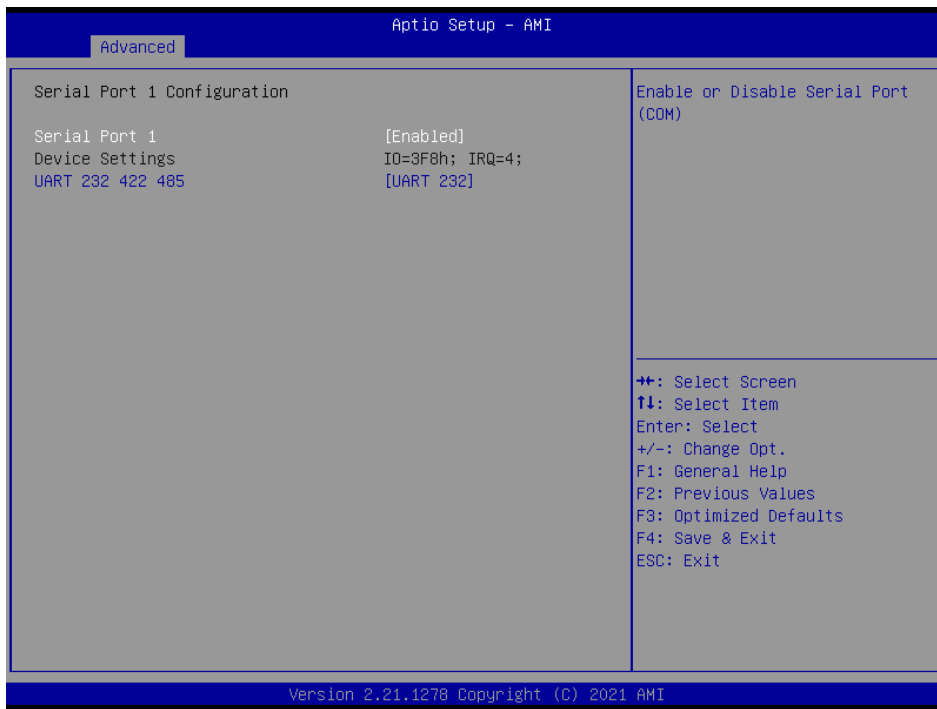 Aptio Setup – AMI
Advanced
Serial Port 1 Configuration
Serial Port 1 [Enabled]
Device Settings IO=3F8h; IRQ=4;
UART 232 422 485 [UART 232]
Enable or Disable Serial Port
(COM)
→←: Select Screen
↑↓: Select Item
Enter: Select
+/-: Change Opt.
F1: General Help
F2: Previous Values
F3: Optimized Defaults
F4: Save & Exit
ESC: Exit
Version 2.21.1278 Copyright (C) 2021 AMI